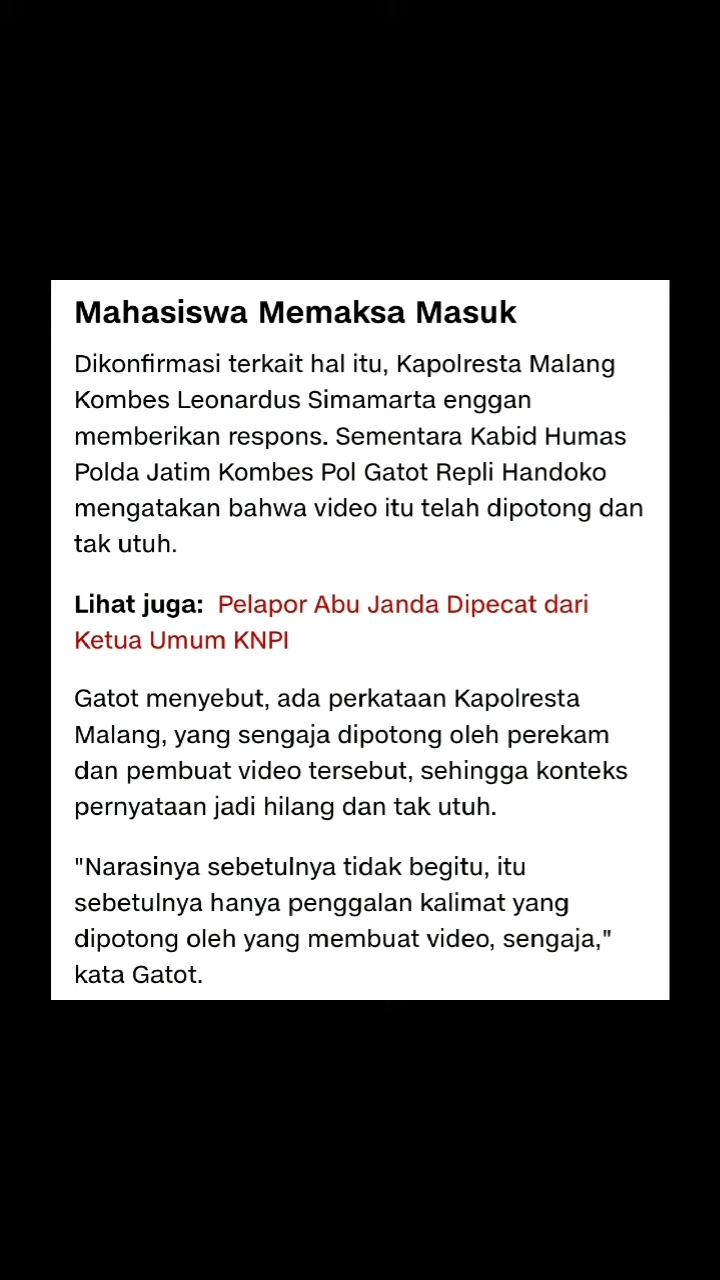 Mahasiswa Memaksa Masuk
Dikonfirmasi terkait hal itu, Kapolresta Malang
Kombes Leonardus Simamarta enggan
memberikan respons. Sementara Kabid Humas
Polda Jatim Kombes Pol Gatot Repli Handoko
mengatakan bahwa video itu telah dipotong dan
tak utuh.
Lihat juga: Pelapor Abu Janda Dipecat dari
Ketua Umum KNPI
Gatot menyebut, ada perkataan Kapolresta
Malang, yang sengaja dipotong oleh perekam
dan pembuat video tersebut, sehingga konteks
pernyataan jadi hilang dan tak utuh.
"Narasinya sebetulnya tidak begitu, itu
sebetulnya hanya penggalan kalimat yang
dipotong oleh yang membuat video, sengaja,"
kata Gatot.